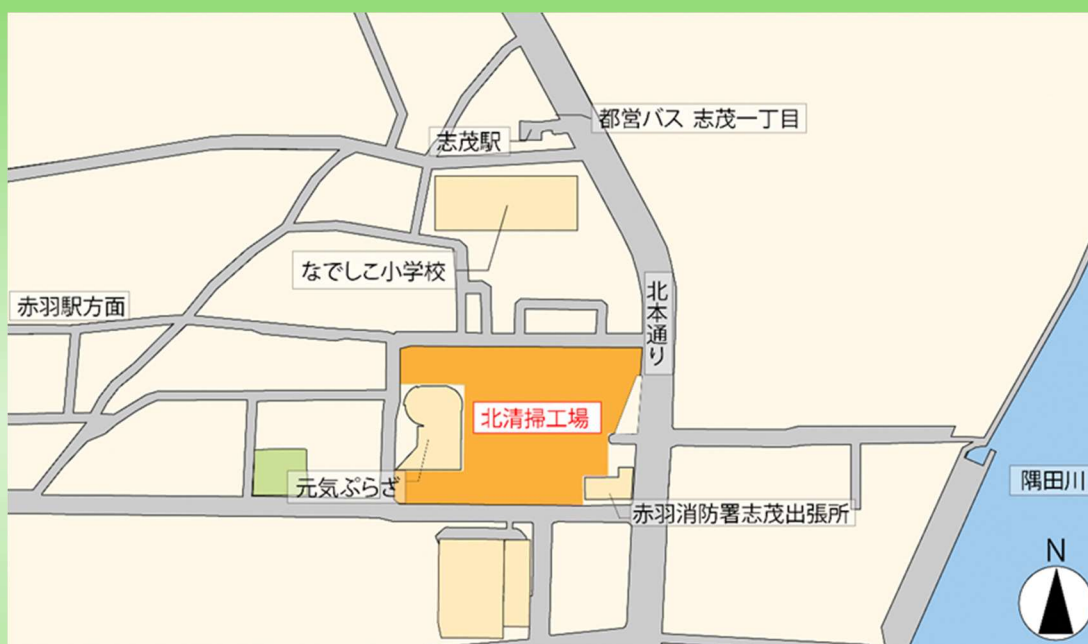 都営バス 志茂一丁目
志茂駅
なでしこ小学校
赤羽駅方面
北本通り
北清掃工場
元気ぷらざ
隅田川
赤羽消防署志茂出張所
N